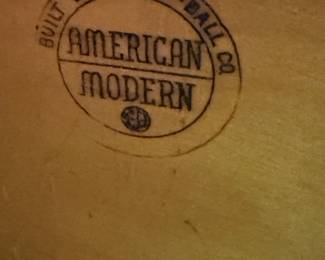 BUILT
BALL CO.
AMERICAN
MODERN